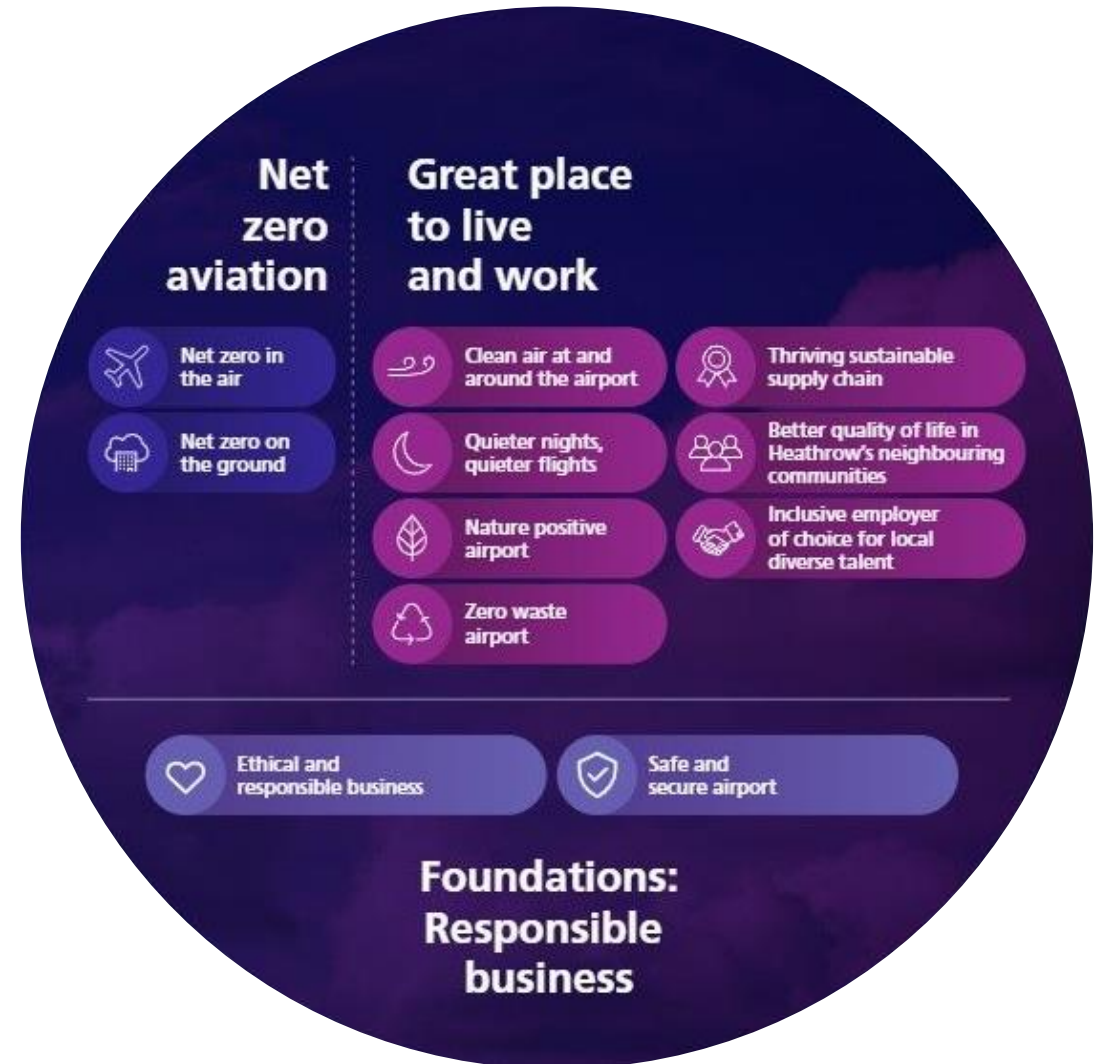 Net
zero
aviation
Net zero in
the air
Net zero on
the ground
Great place
to live
and work
Clean air at and
around the airport
Quieter nights,
quieter flights
Nature positive
airport
Zero waste
airport
Thriving sustainable
supply chain
Better quality of life in
Heathrow's neighbouring
communities
Inclusive employer
of choice for local
diverse talent
Ethical and
responsible business
Safe and
secure airport
Foundations:
Responsible
business